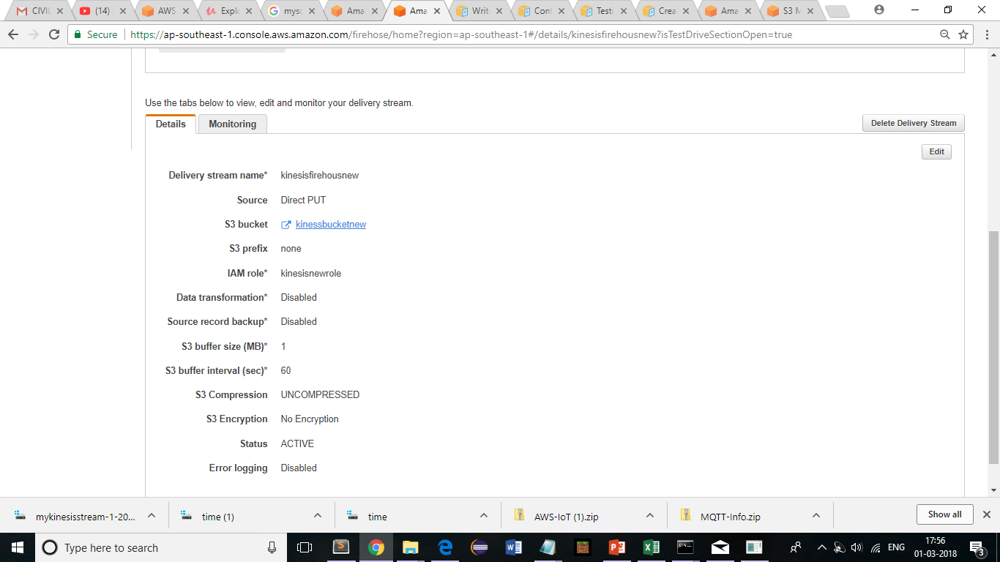 CIVIL
(14)
AWS
Expl
mysc
Ama
Ama
Writi
Conf
Testi
Crea
Ama
S3 M
Secure
https://ap-southeast-1.console.aws.amazon.com/firehose/home?region=ap-southeast-1#/details/kinesisfirehousnew?isTestDriveSectionOpen=true
Use the tabs below to view, edit and monitor your delivery stream.
Details
Monitoring
Delete Delivery Stream
Edit
Delivery stream name* kinesisfirehousnew
Source Direct PUT
S3 bucket kinessbucketnew
S3 prefix none
IAM role* kinesisnewrole
Data transformation* Disabled
Source record backup* Disabled
S3 buffer size (MB)* 1
S3 buffer interval (sec)* 60
S3 Compression UNCOMPRESSED
S3 Encryption No Encryption
Status ACTIVE
Error logging Disabled
mykinesisstream-1-20...
time (1)
time
AWS-IoT (1).zip
MQTT-Info.zip
Show all
Type here to search
ENG
17:56
01-03-2018
3